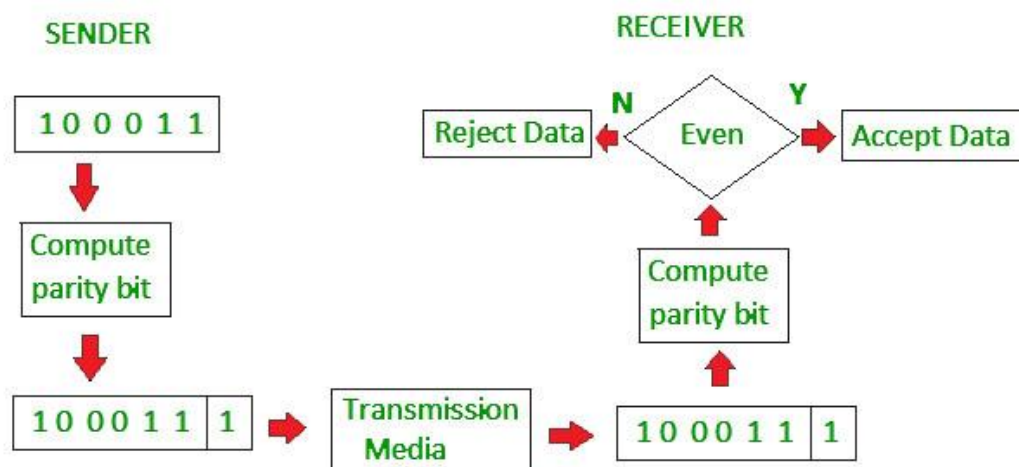 SENDER
1 0 0 0 1 1
Compute
parity bit
1 0 0 0 1 1 1
Transmission
Media
RECEIVER
1 0 0 0 1 1 1
Compute
parity bit
Even
N
Reject Data
Y
Accept Data